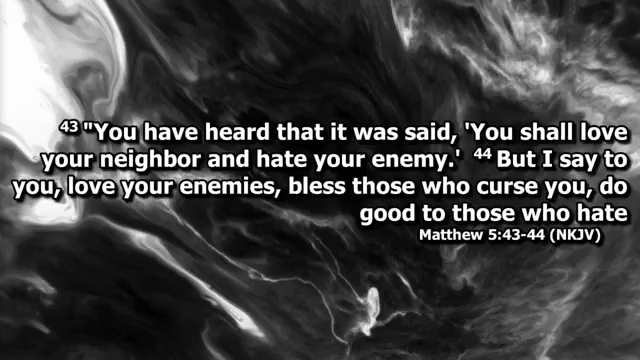 43 "You have heard that it was said, 'You shall love
your neighbor and hate your enemy.' 44 But I say to
you, love your enemies, bless those who curse you, do
good to those who hate
Matthew 5:43-44 (NKJV)